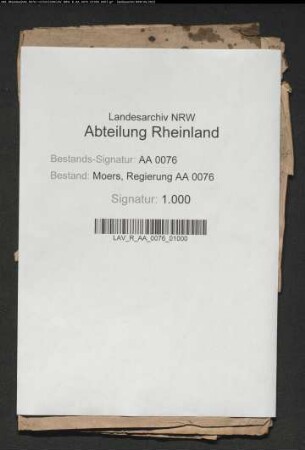 Landesarchiv NRW
Abteilung Rheinland
Bestands-Signatur: AA 0076
Bestand: Moers, Regierung AA 0076
Signatur: 1.000
LAV_R_AA_0076_01000